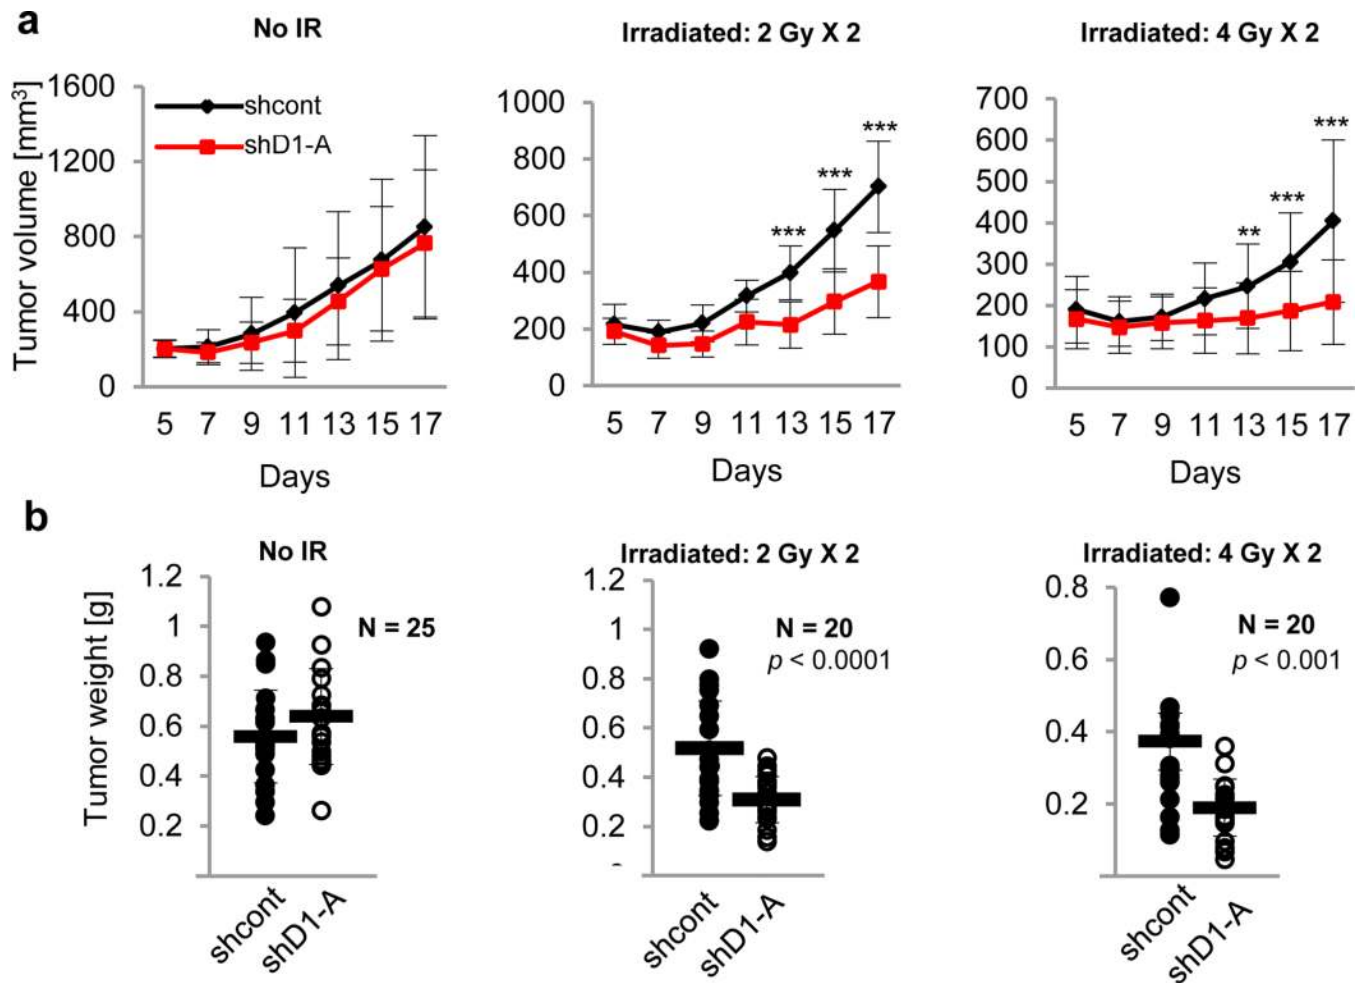 a
No IR
Irradiated: 2 Gy X 2
Irradiated: 4 Gy X 2
Tumor volume [mm³]
1600
1200
800
400
0
shcont
shD1-A
5 7 9 11 13 15 17
Days
1000
800
600
400
200
0
***
***
***
5 7 9 11 13 15 17
Days
700
600
500
400
300
200
100
0
**
***
***
5 7 9 11 13 15 17
Days
b
No IR
Irradiated: 2 Gy X 2
Irradiated: 4 Gy X 2
Tumor weight [g]
1.2
1
0.8
0.6
0.4
0.2
N = 25
shcont
shD1-A
1.2
1
0.8
0.6
0.4
0.2
N = 20
p < 0.0001
shcont
shD1-A
0.8
0.6
0.4
0.2
N = 20
p < 0.001
shcont
shD1-A